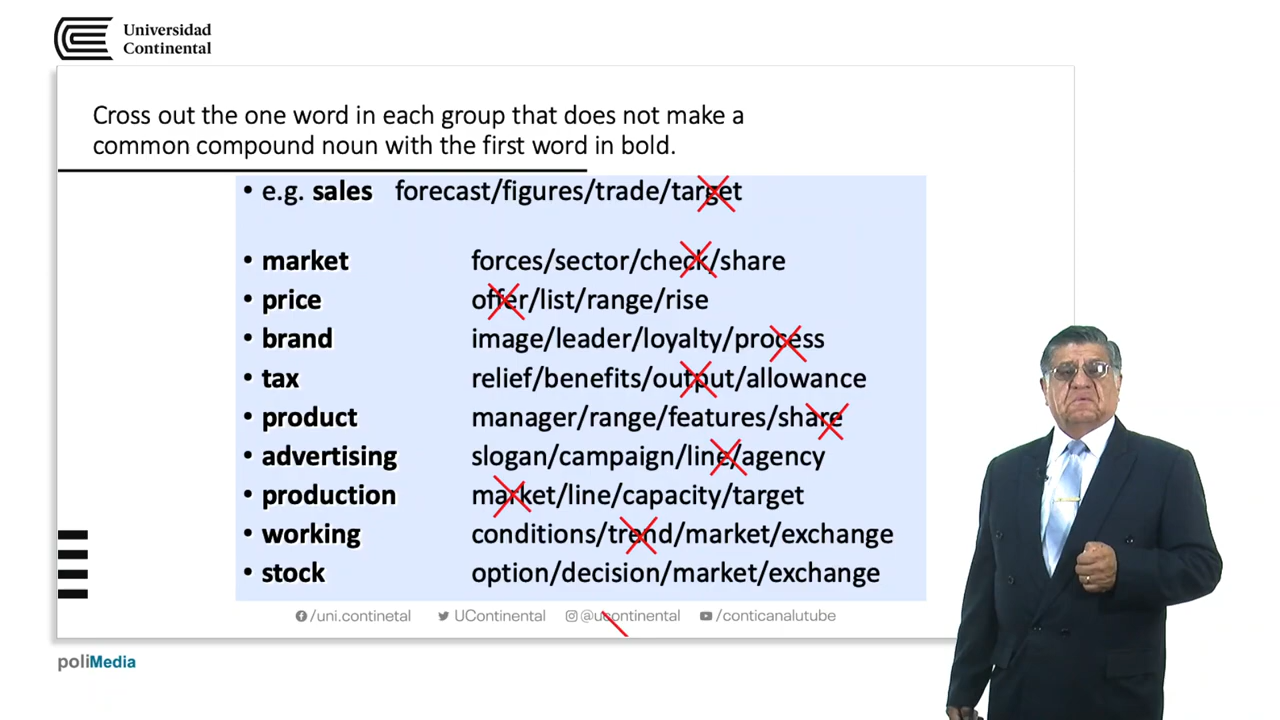 Universidad
Continental
Cross out the one word in each group that does not make a
common compound noun with the first word in bold.
• e.g. sales forecast/figures/trade/target
• market forces/sector/check/share
• price offer/list/range/rise
• brand image/leader/loyalty/process
• tax relief/benefits/output/allowance
• product manager/range/features/share
• advertising slogan/campaign/line/agency
• production market/line/capacity/target
• working conditions/trend/market/exchange
• stock option/decision/market/exchange
/uni.continetal UContinental @ucontinental /conticanalutube
poliMedia